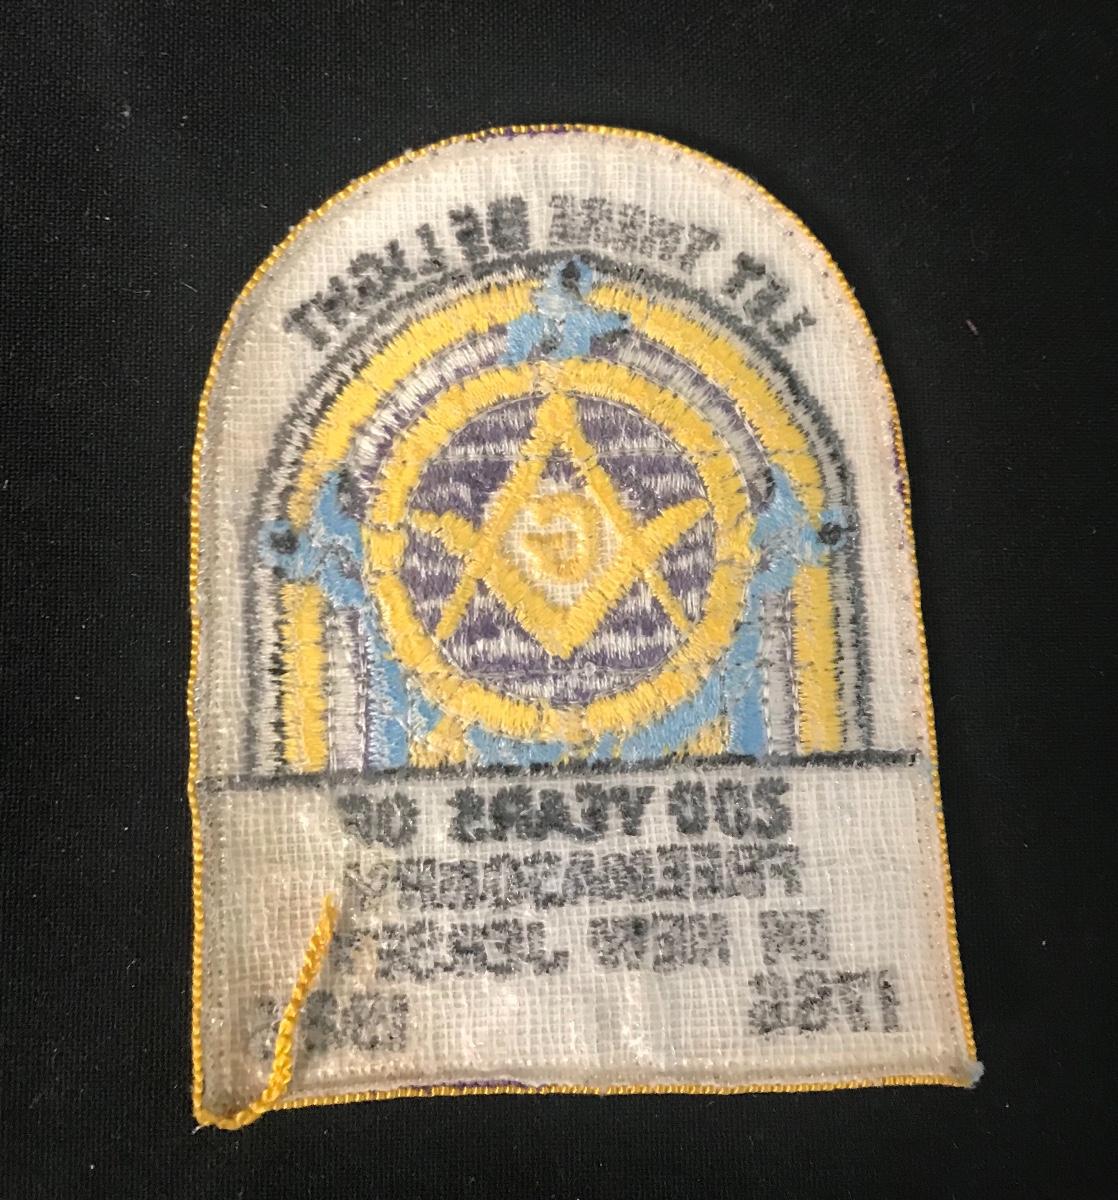 LET THERE BE LIGHT
G
200 YEARS OF
FREEMASONRY
IN NEW JERSEY
1786 1986